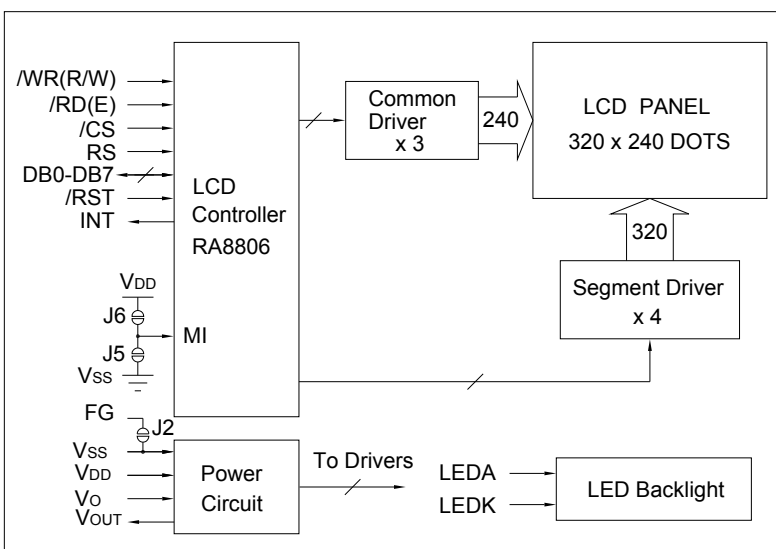 /WR(R/W)
/RD(E)
/CS
RS
DB0-DB7
/RST
INT
LCD
Controller
RA8806
VDD
J6
MI
J5
VSS
Common
Driver
x 3
240
LCD PANEL
320 x 240 DOTS
320
Segment Driver
x 4
FG
J2
VSS
VDD
VO
VOUT
Power
Circuit
To Drivers
LEDA
LEDK
LED Backlight